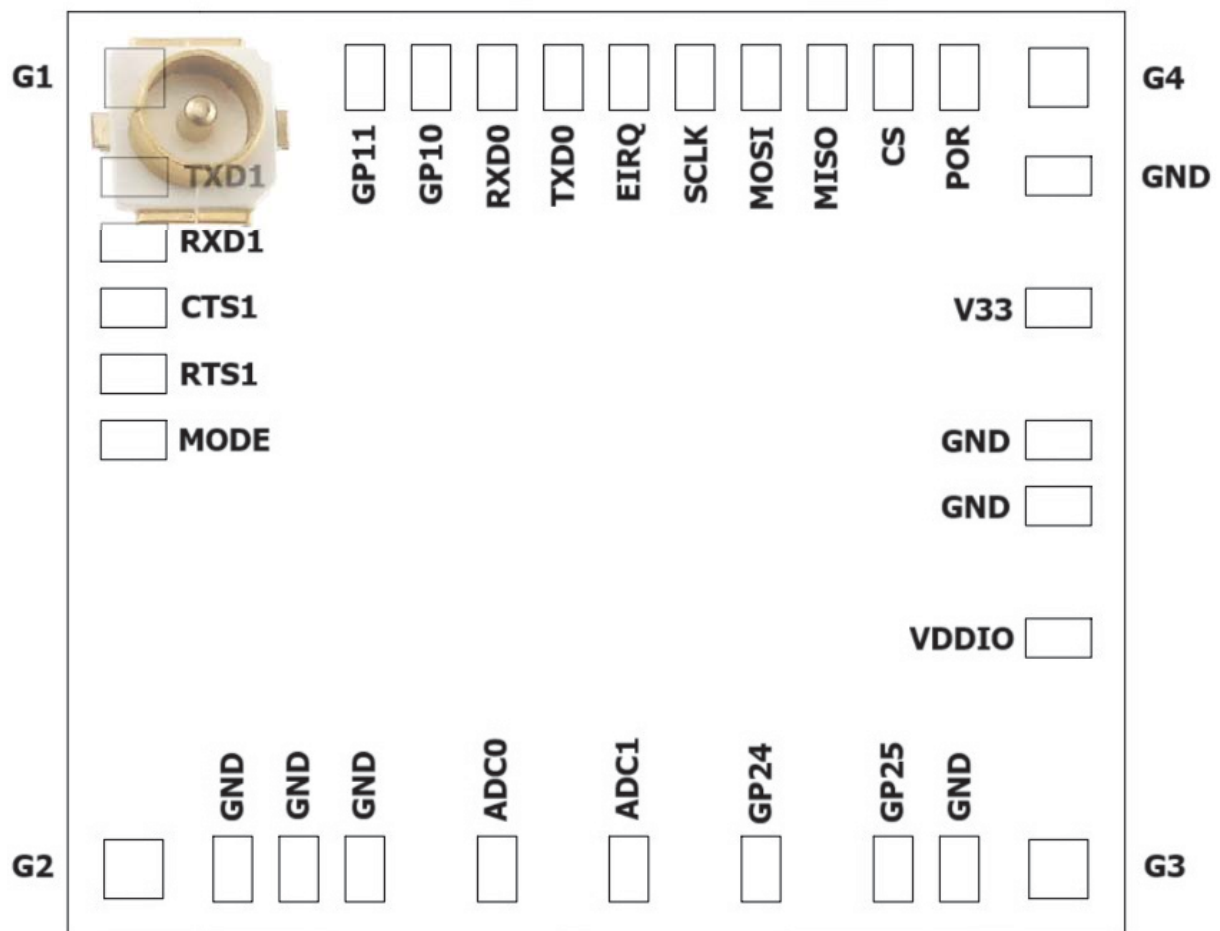 G1
G4
GP11
GP10
RXD0
TXD0
EIRQ
SCLK
MOSI
MISO
CS
POR
TXD1
GND
RXD1
CTS1
V33
RTS1
MODE
GND
GND
VDDIO
GND
GND
GND
ADC0
ADC1
GP24
GP25
GND
G2
G3